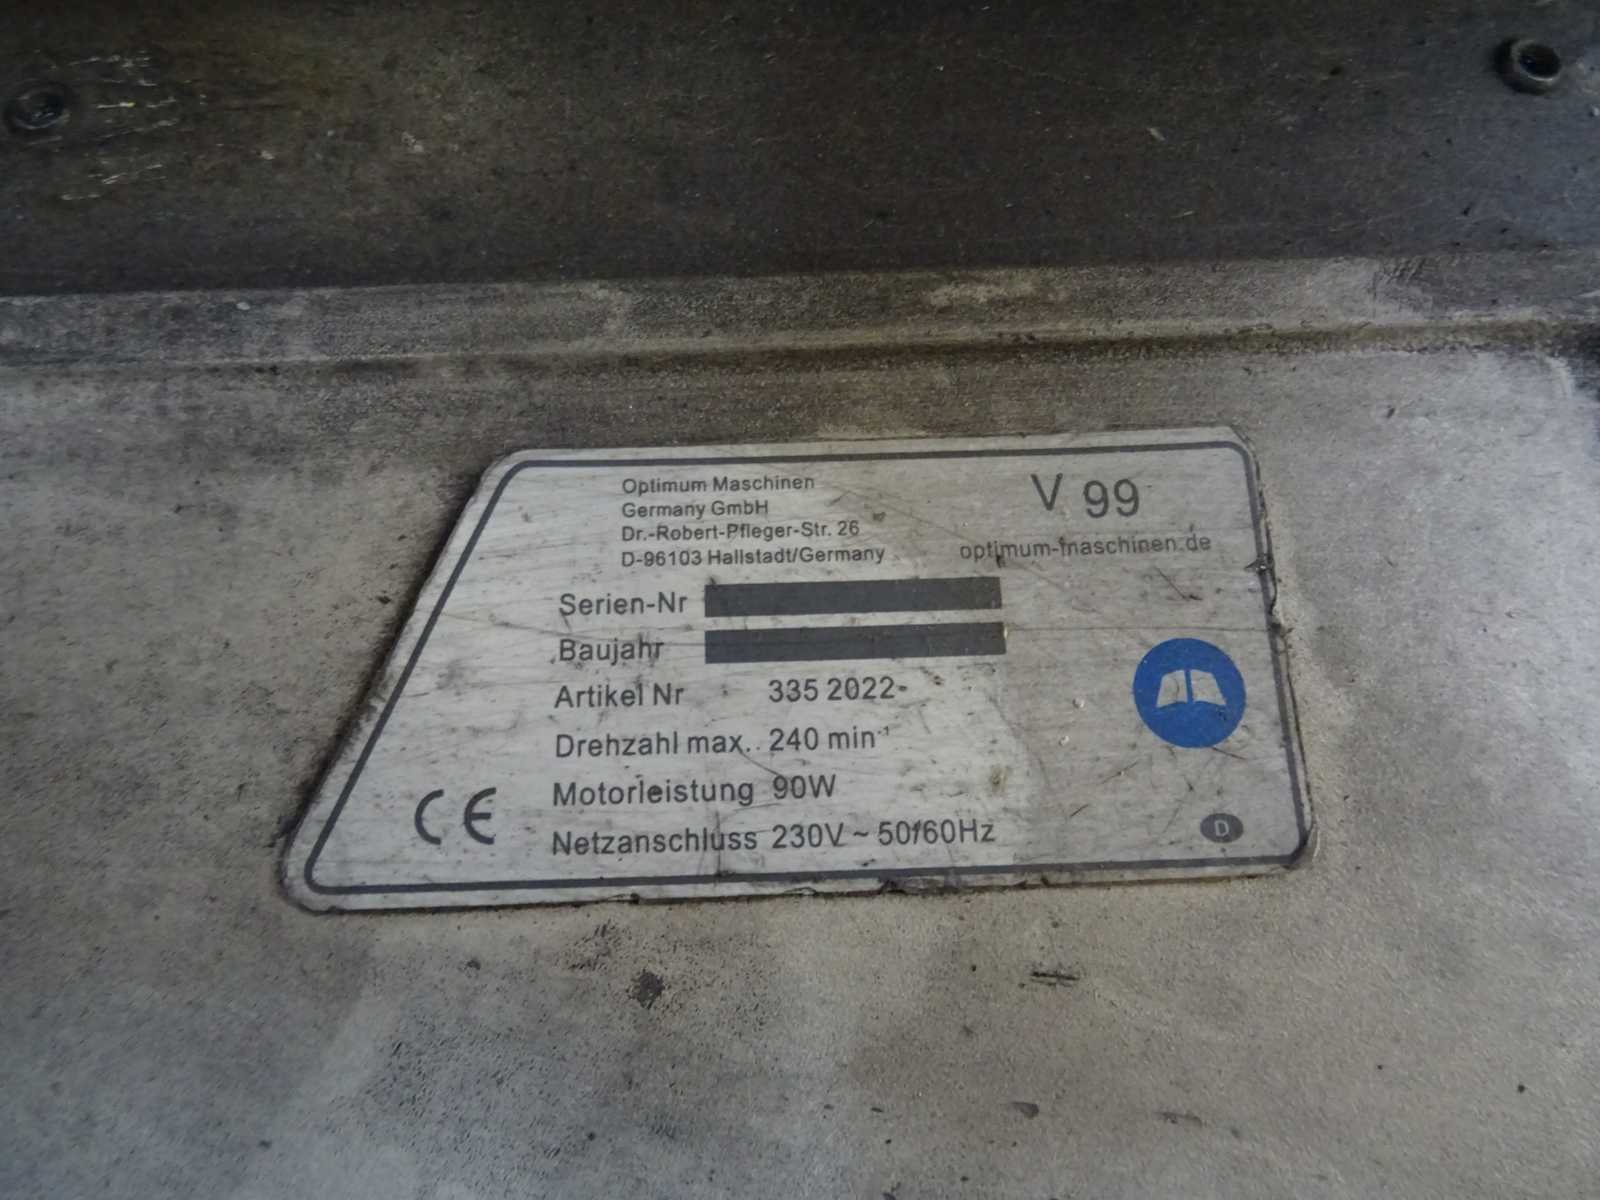 Optimum Maschinen
Germany GmbH
Dr.-Robert-Pfleger-Str. 26
D-96103 Hallstadt/Germany
V 99
optimum-maschinen.de
Serien-Nr
Baujahr
Artikel Nr 335 2022
Drehzahl max. 240 min⁻¹
Motorleistung 90W
Netzanschluss 230V ~ 50/60Hz
CE
D